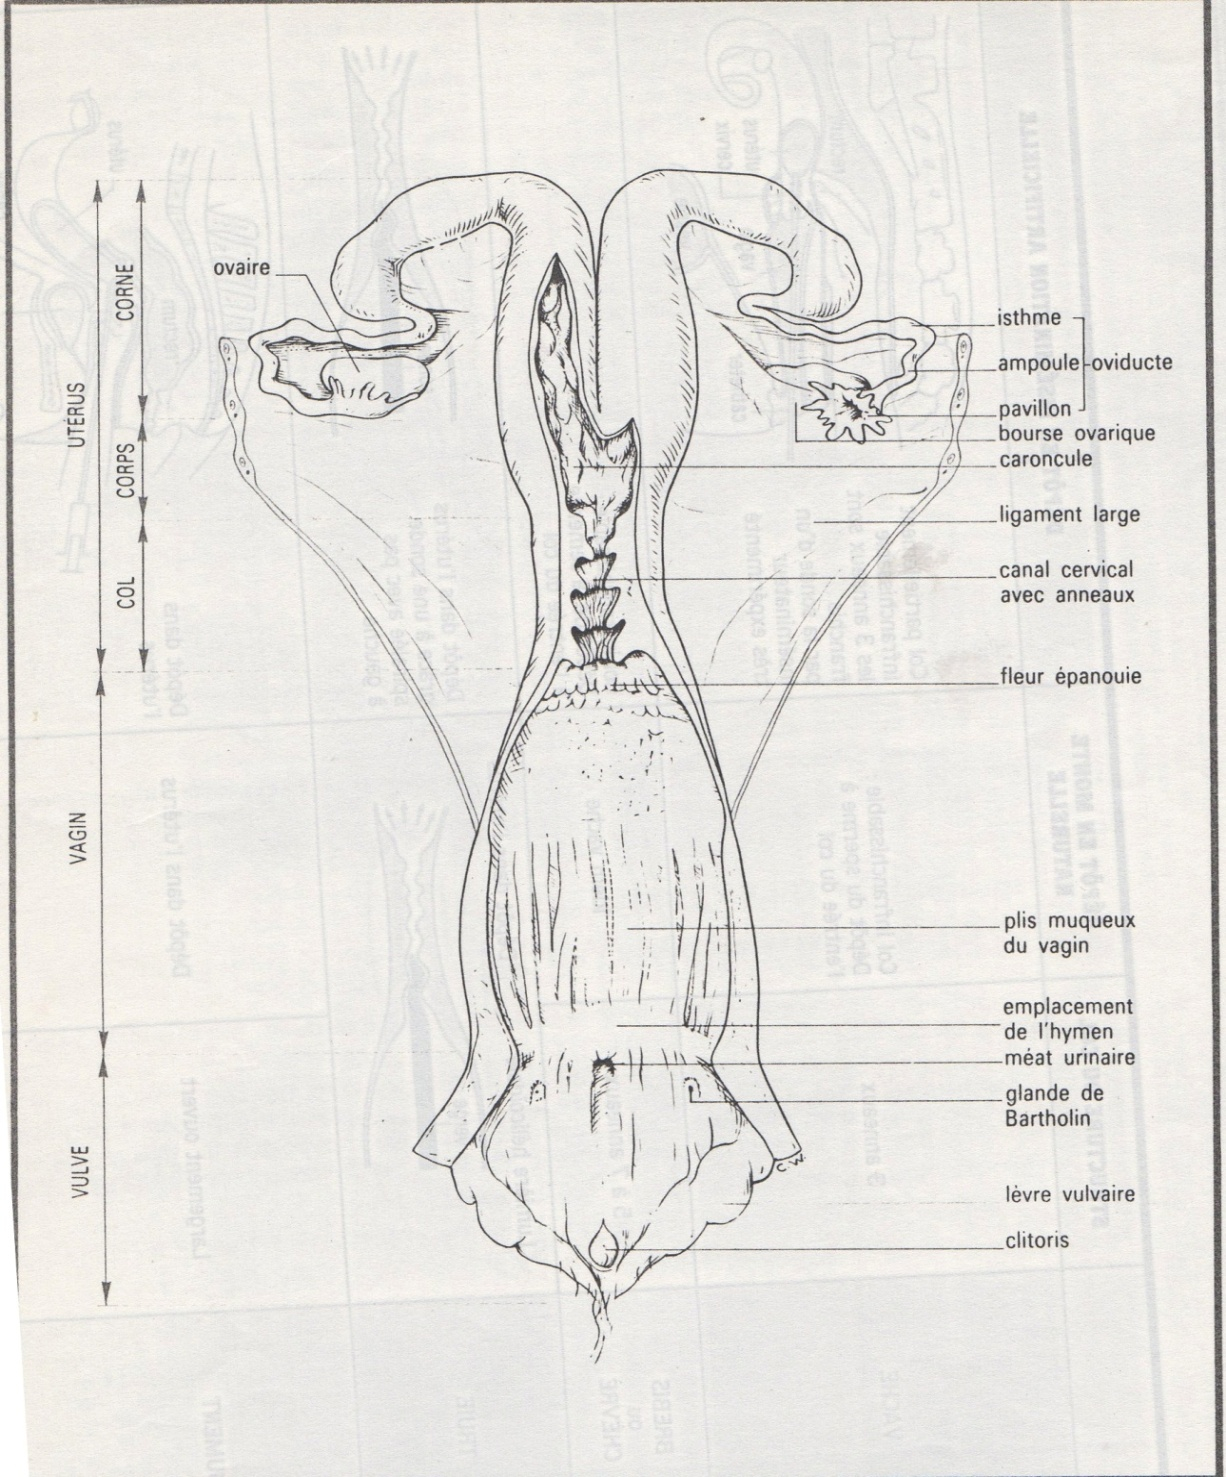 ovaire
isthme
ampoule
oviducte
pavillon
bourse ovarique
caroncule
ligament large
canal cervical
avec anneaux
fleur épanouie
plis muqueux
du vagin
emplacement
de l'hymen
méat urinaire
glande de
Bartholin
lèvre vulvaire
clitoris
C.W.
UTÉRUS
CORNE
CORPS
COL
VAGIN
VULVE